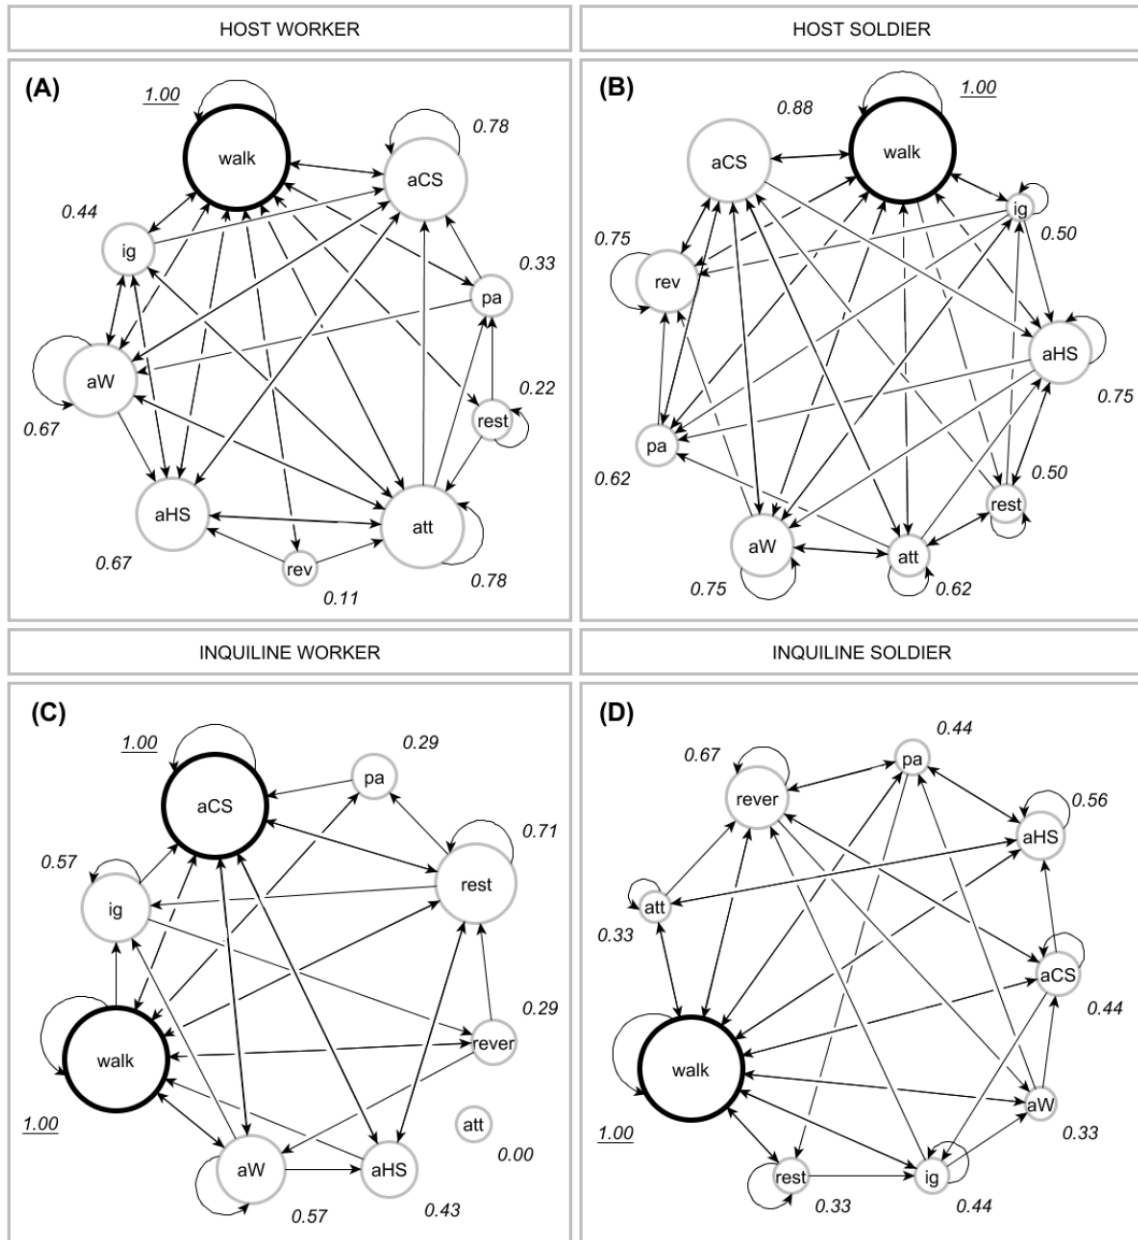 HOST WORKER
HOST SOLDIER
(A)
1.00
walk
0.78
aCS
0.44
ig
0.33
pa
aW
0.67
0.22
rest
aHS
0.67
att
0.78
rev
0.11
(B)
0.88
aCS
walk
1.00
ig
0.50
0.75
rev
aHS
0.75
pa
0.62
0.50
rest
aW
0.75
att
0.62
INQUILINE WORKER
INQUILINE SOLDIER
(C)
1.00
aCS
0.29
pa
0.57
ig
0.71
rest
walk
1.00
0.29
rever
att
0.00
aW
0.57
aHS
0.43
(D)
0.67
rever
0.44
pa
0.56
aHS
att
0.33
aCS
0.44
walk
1.00
aW
0.33
rest
0.33
ig
0.44